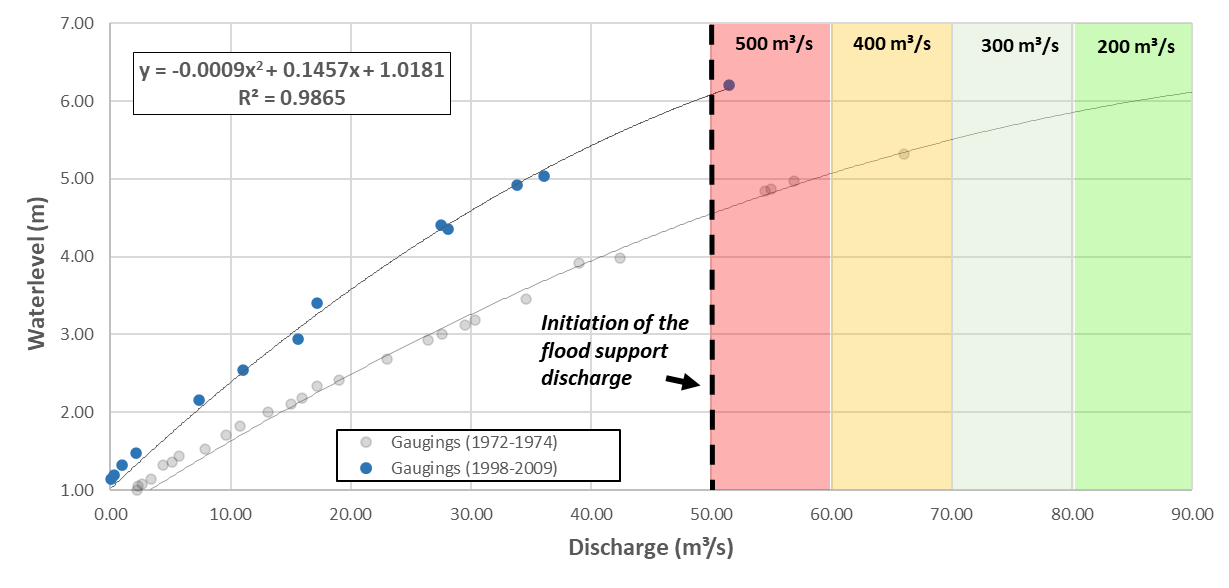 7.00
6.00
5.00
4.00
3.00
2.00
1.00
Waterlevel (m)
y = -0.0009x² + 0.1457x + 1.0181
R² = 0.9865
500 m³/s
400 m³/s
300 m³/s
200 m³/s
Initiation of the
flood support
discharge
Gaugings (1972-1974)
Gaugings (1998-2009)
0.00 10.00 20.00 30.00 40.00 50.00 60.00 70.00 80.00 90.00
Discharge (m³/s)